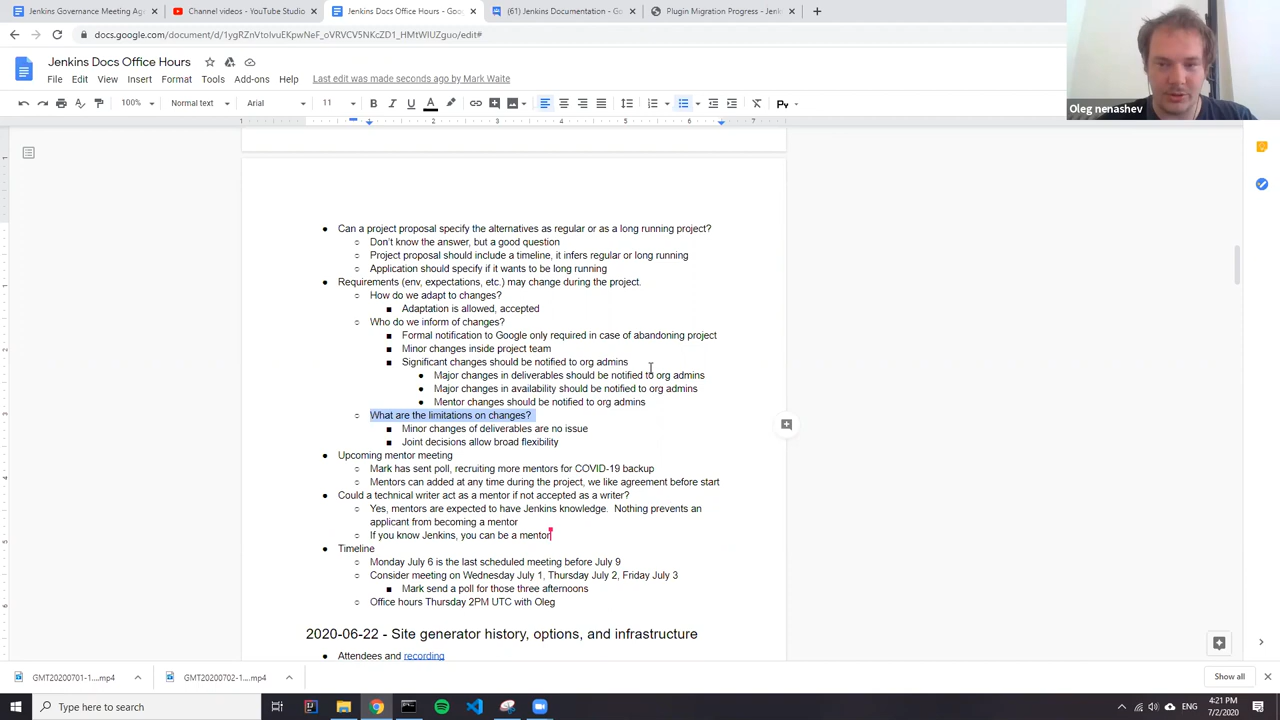 Jenkins Governance Meeting Age
Channel videos - YouTube Studio
Jenkins Docs Office Hours - Goo
(61) Jenkins Documentation - Go
Plugin Migration Progress - Jenk
Oleg nenashev
Jenkins Docs Office Hours
File Edit View Insert Format Tools Add-ons Help Last edit was made seconds ago by Mark Waite
100% Normal text Arial 11
1 2 3 4 5 6 7
Can a project proposal specify the alternatives as regular or as a long running project?
Don't know the answer, but a good question
Project proposal should include a timeline, it infers regular or long running
Application should specify if it wants to be long running
Requirements (env, expectations, etc.) may change during the project.
How do we adapt to changes?
Adaptation is allowed, accepted
Who do we inform of changes?
Formal notification to Google only required in case of abandoning project
Minor changes inside project team
Significant changes should be notified to org admins
Major changes in deliverables should be notified to org admins
Major changes in availability should be notified to org admins
Mentor changes should be notified to org admins
What are the limitations on changes?
Minor changes of deliverables are no issue
Joint decisions allow broad flexibility
Upcoming mentor meeting
Mark has sent poll, recruiting more mentors for COVID-19 backup
Mentors can added at any time during the project, we like agreement before start
Could a technical writer act as a mentor if not accepted as a writer?
Yes, mentors are expected to have Jenkins knowledge. Nothing prevents an
applicant from becoming a mentor
If you know Jenkins, you can be a mentor
Timeline
Monday July 6 is the last scheduled meeting before July 9
Consider meeting on Wednesday July 1, Thursday July 2, Friday July 3
Mark send a poll for those three afternoons
Office hours Thursday 2PM UTC with Oleg
2020-06-22 - Site generator history, options, and infrastructure
Attendees and recording
GMT20200701-1....mp4
GMT20200702-1....mp4
Show all
Type here to search
ENG
4:21 PM
7/2/2020